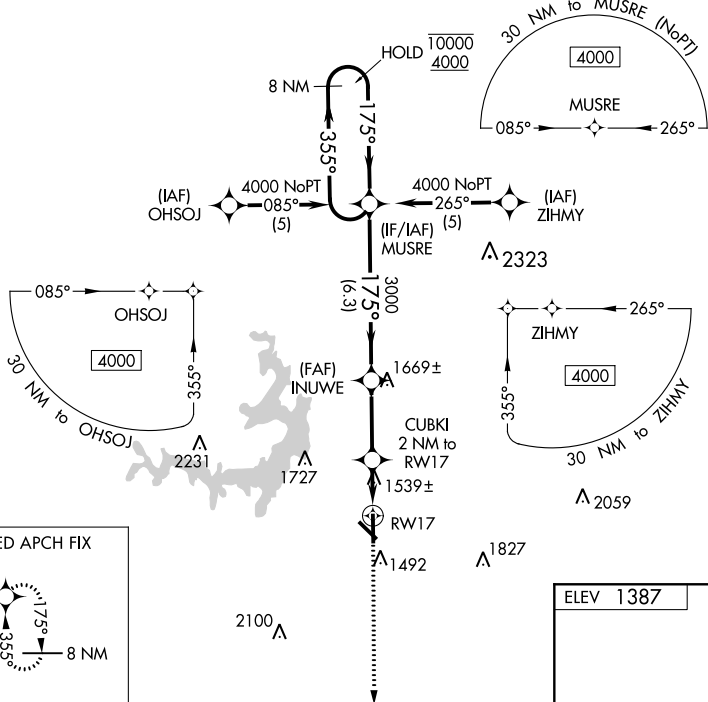 30 NM to MUSRE (NoPT)
4000
MUSRE
085°
265°
HOLD
10000
4000
8 NM
355°
175°
(IAF)
OHSOJ
4000 NoPT
085°
(5)
4000 NoPT
265°
(5)
(IAF)
ZIHMY
(IF/IAF)
MUSRE
2323
3000
175°
(6.3)
085°
OHSOJ
4000
355°
30 NM to OHSOJ
265°
ZIHMY
4000
355°
30 NM to ZIHMY
(FAF)
INUWE
1669±
CUBKI
2 NM to
RW17
2231
1727
1539±
2059
RW17
1492
1827
ED APCH FIX
175°
355°
8 NM
2100
ELEV 1387